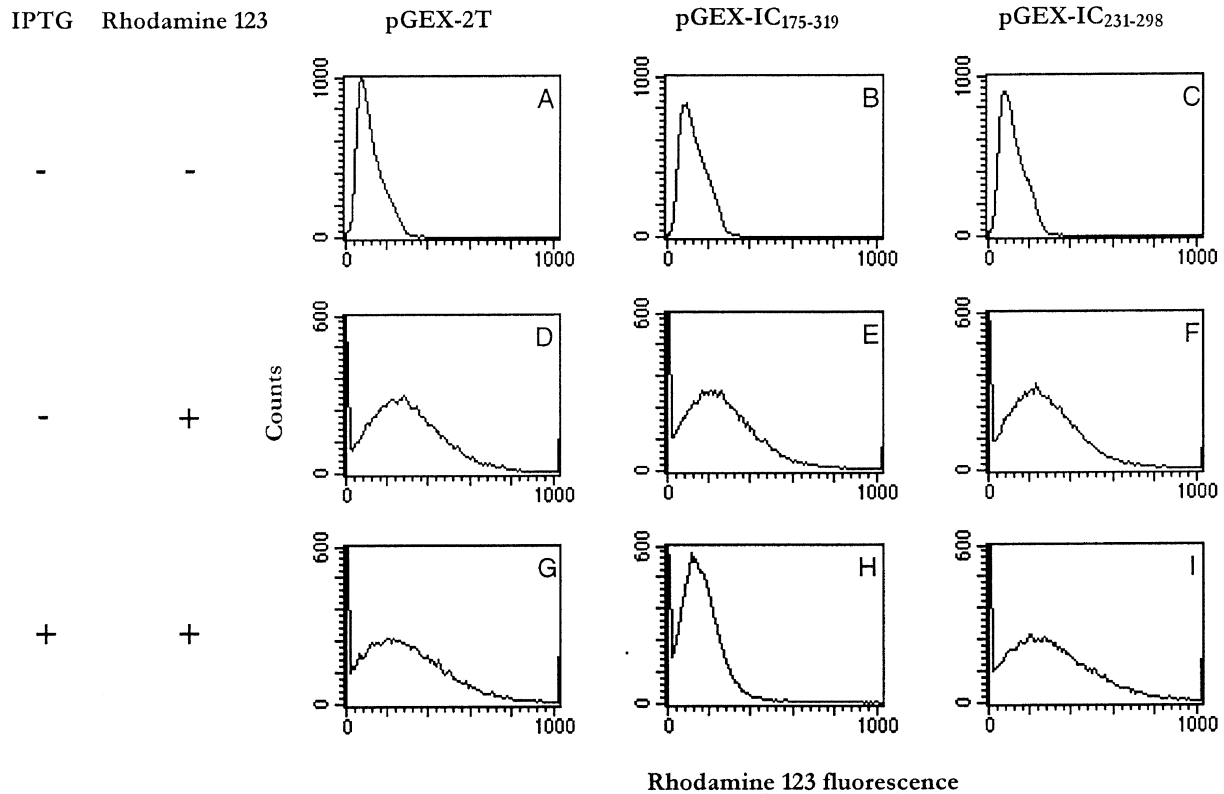 IPTG Rhodamine 123 pGEX-2T pGEX-IC175-319 pGEX-IC231-298
1000 A 1000 B 1000 C
- -
0 0 0
0 1000 0 1000 0 1000
600 D 600 E 600 F
- + Counts
0 0 0
0 1000 0 1000 0 1000
600 G 600 H 600 I
+ +
0 0 0
0 1000 0 1000 0 1000
Rhodamine 123 fluorescence